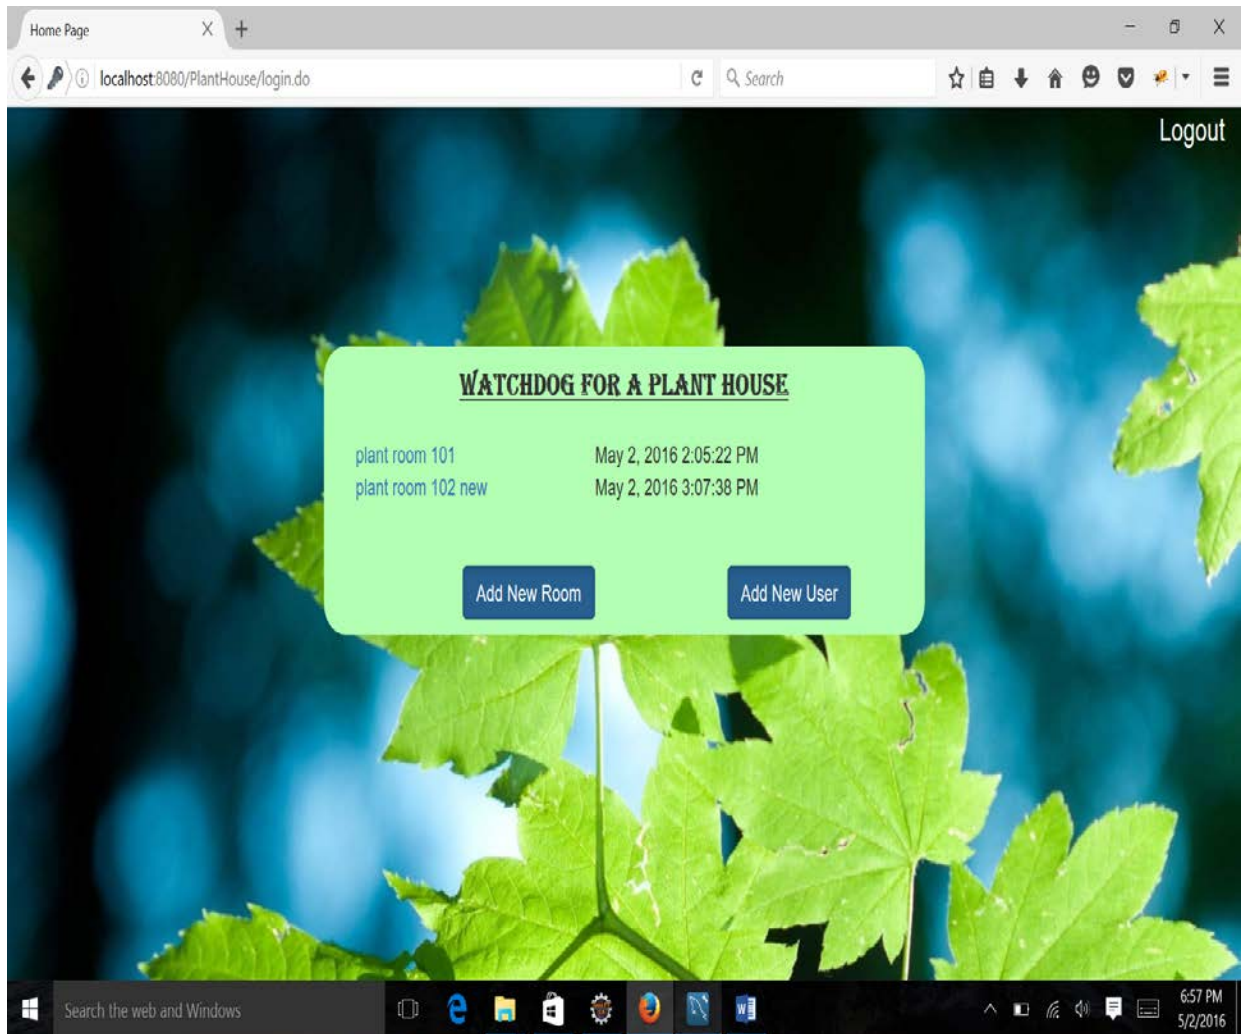 Home Page
localhost:8080/PlantHouse/login.do
Search
Logout
WATCHDOG FOR A PLANT HOUSE
plant room 101 May 2, 2016 2:05:22 PM
plant room 102 new May 2, 2016 3:07:38 PM
Add New Room Add New User
Search the web and Windows
6:57 PM
5/2/2016